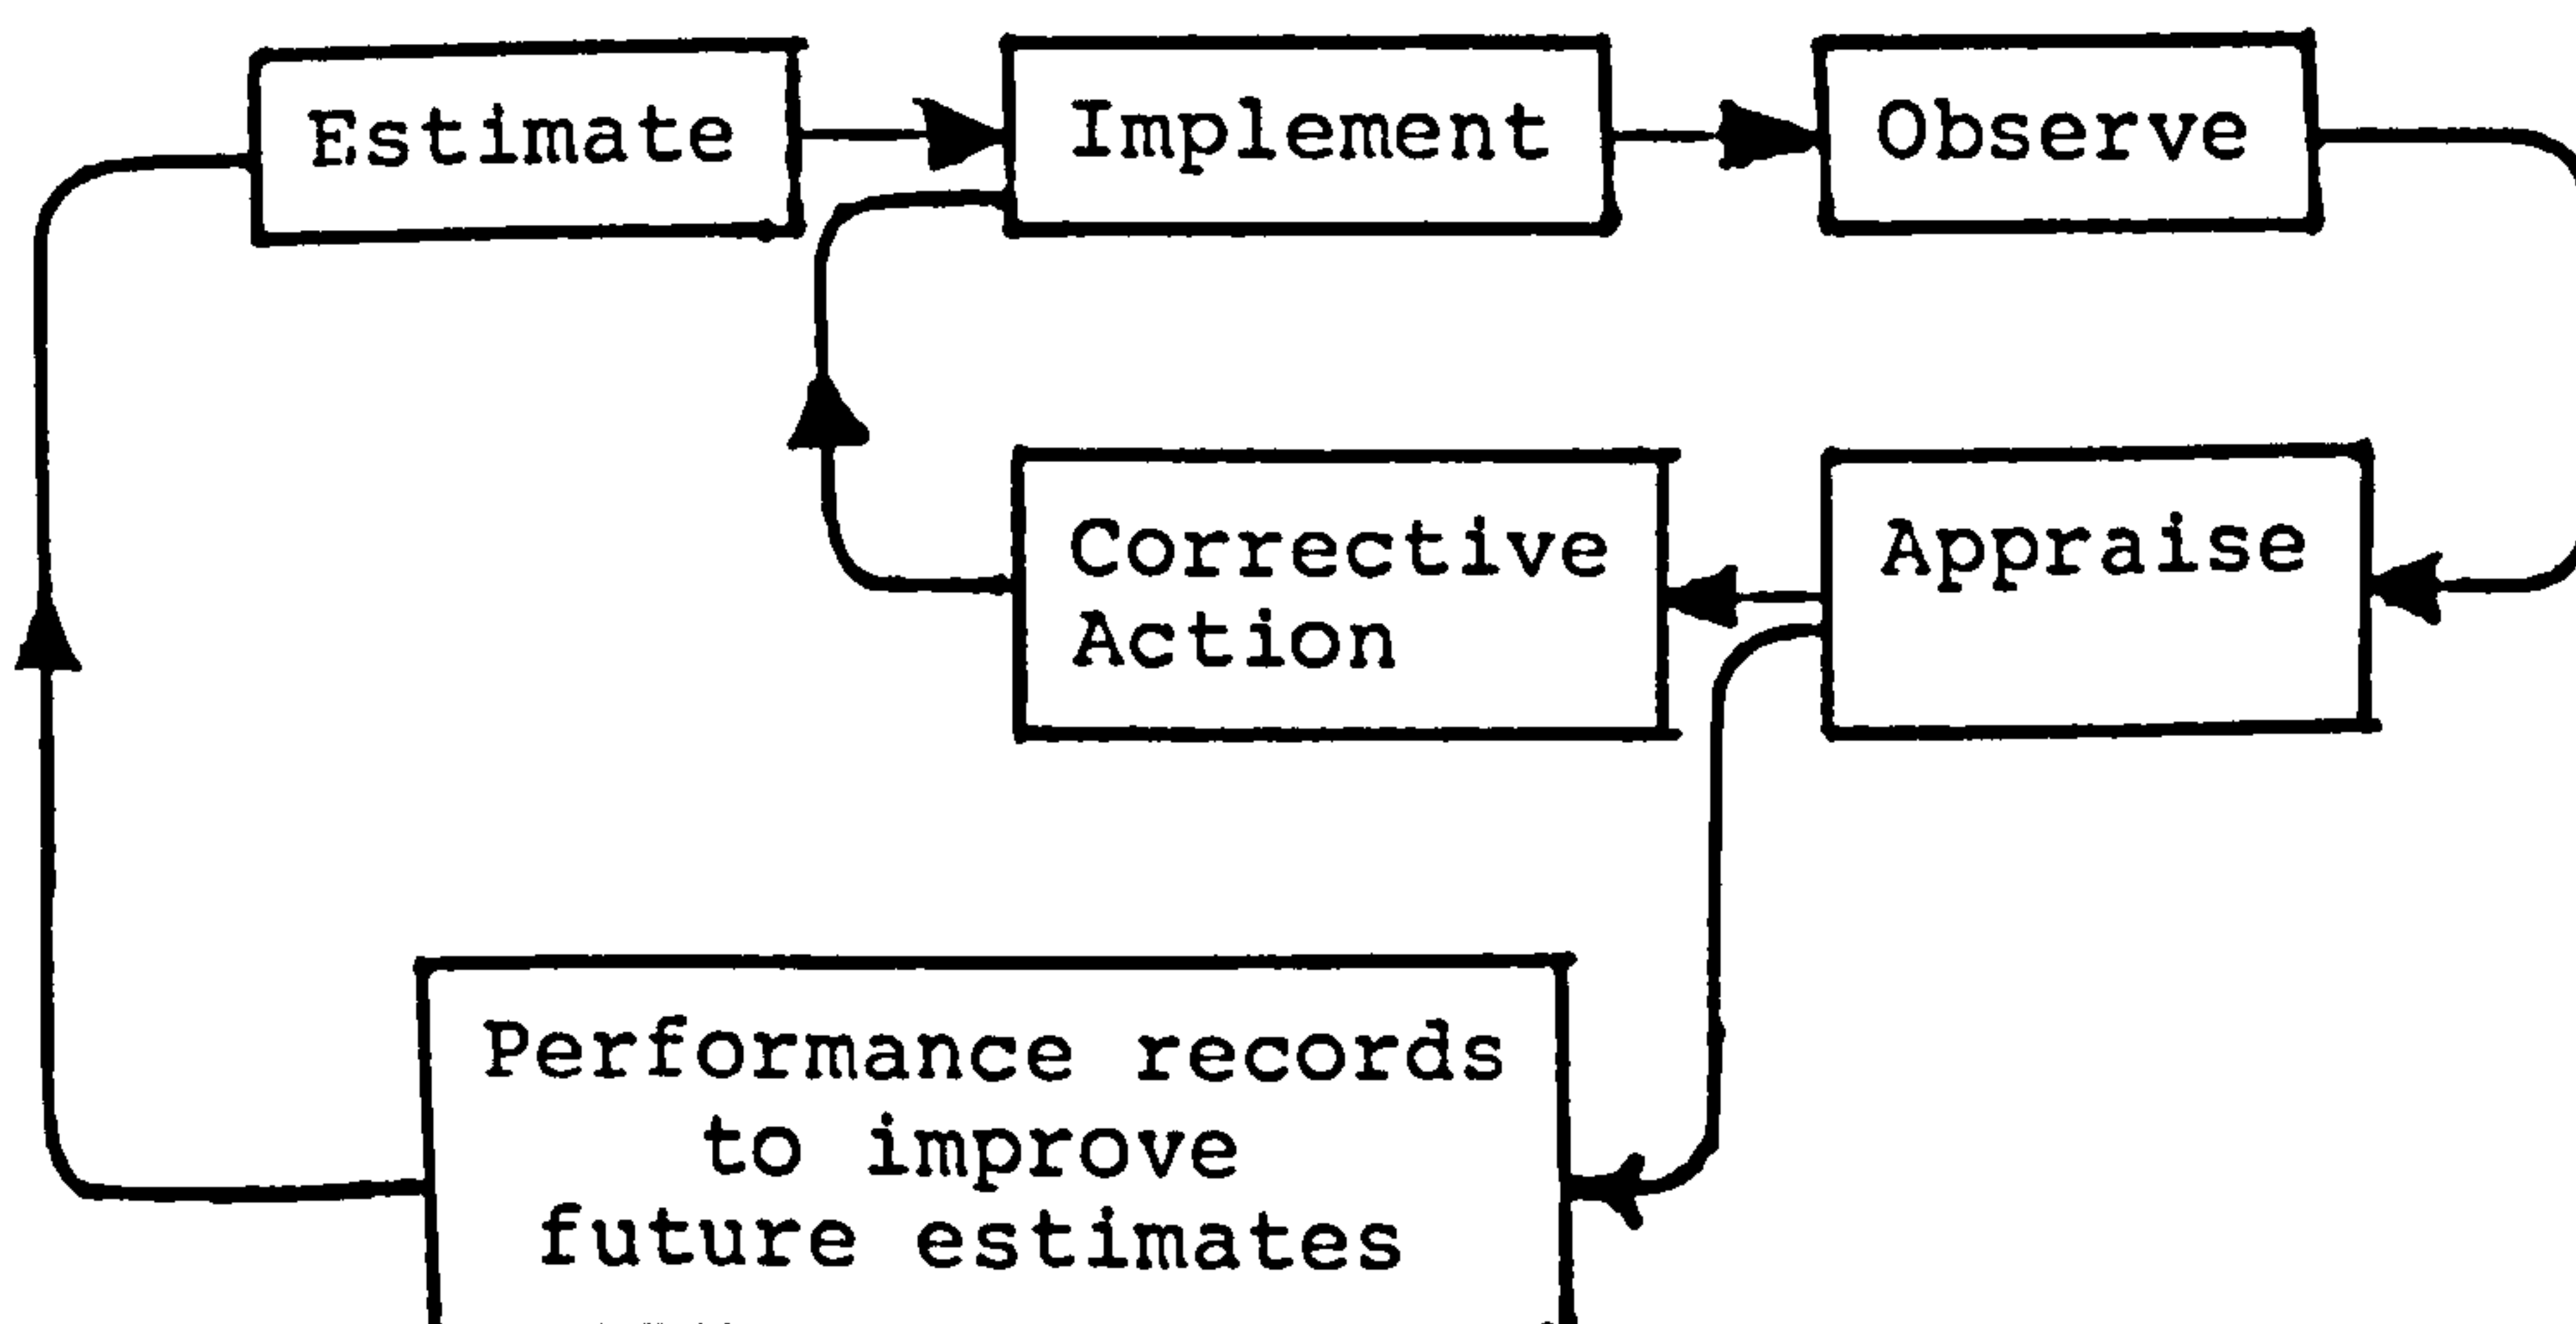 Estimate
Implement
Observe
Corrective
Action
Appraise
Performance records
to improve
future estimates